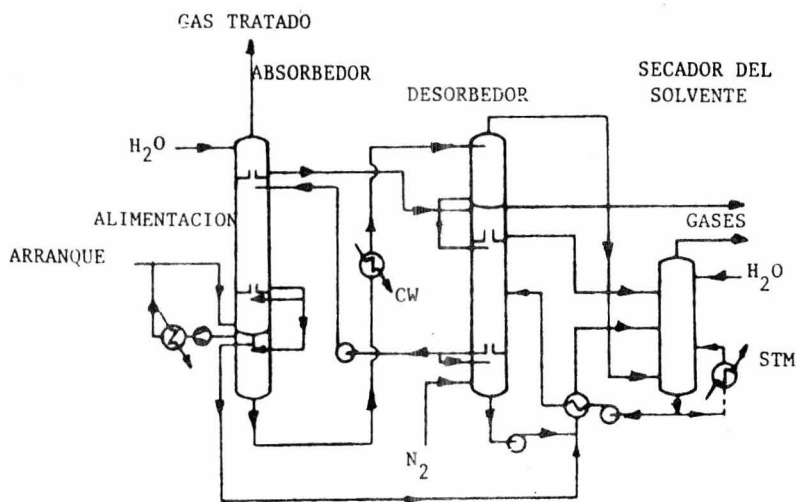 GAS TRATADO
ABSORBEDOR
SECADOR DEL
SOLVENTE
DESORBEDOR
H₂O
ALIMENTACION
ARRANQUE
GASES
H₂O
CW
STM
N₂